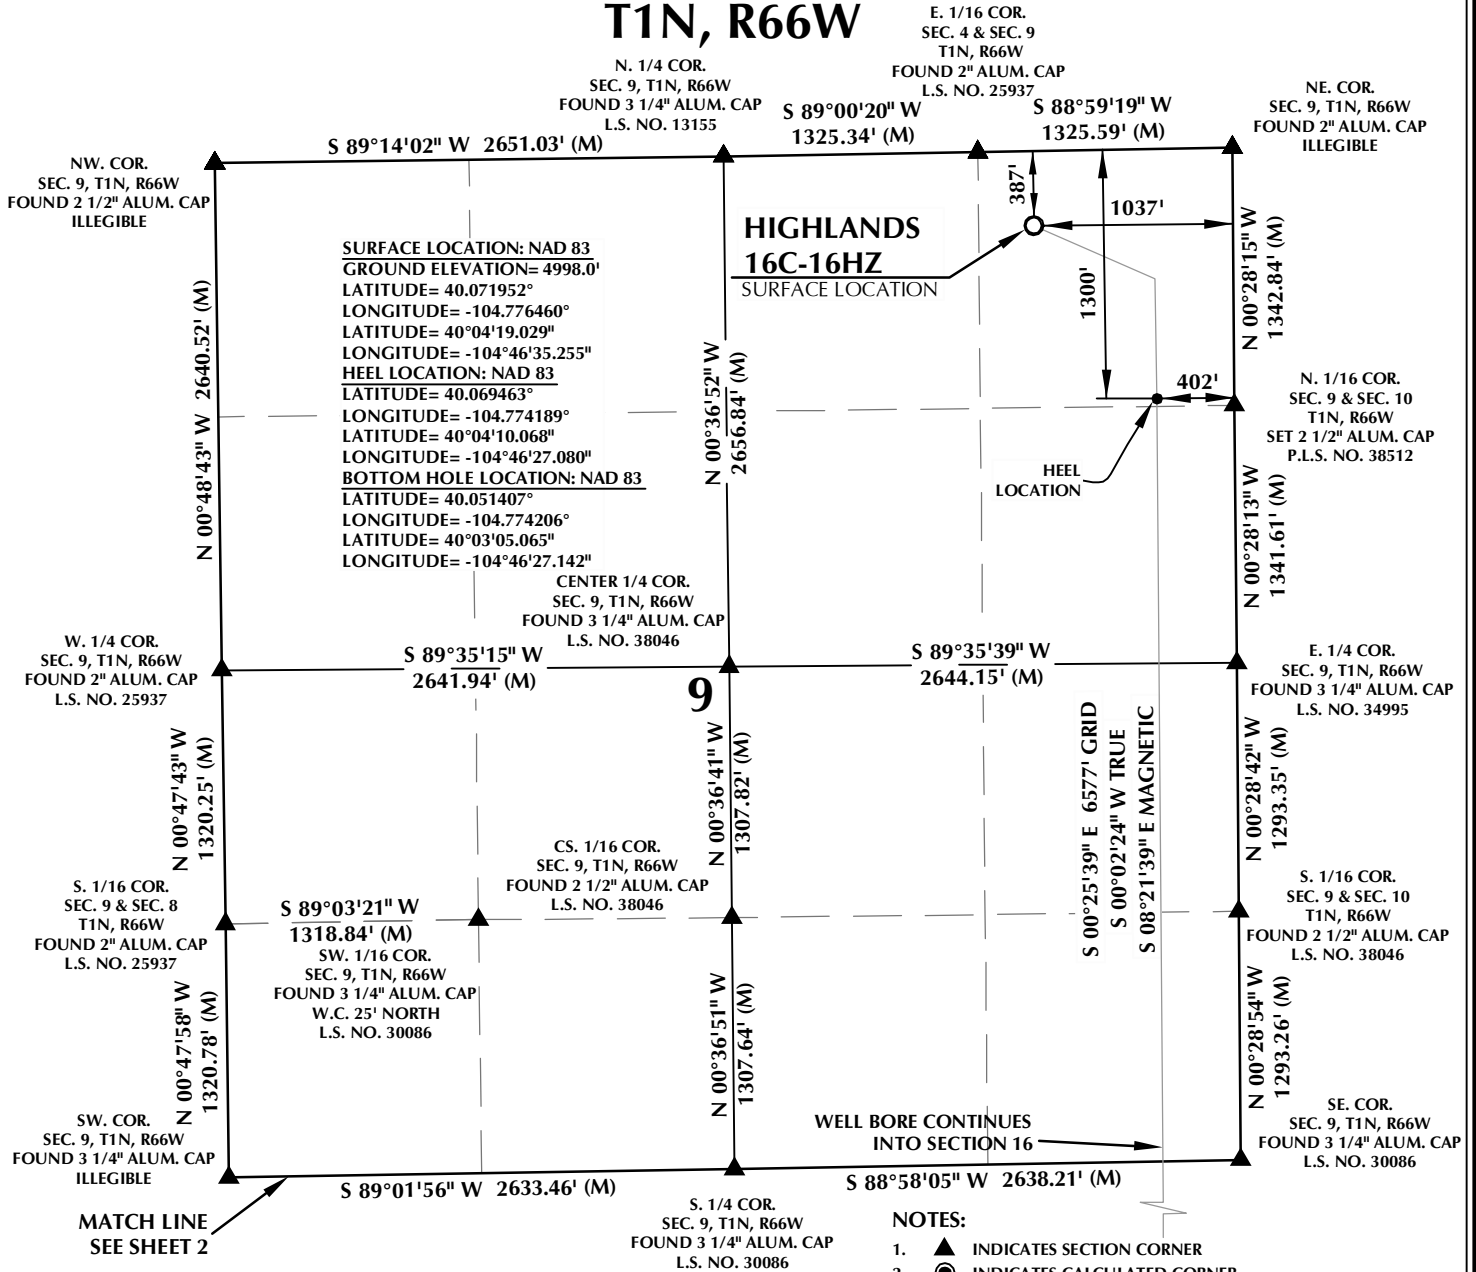 T1N, R66W
E. 1/16 COR.
SEC. 4 & SEC. 9
T1N, R66W
FOUND 2" ALUM. CAP
L.S. NO. 25937
N. 1/4 COR.
SEC. 9, T1N, R66W
FOUND 3 1/4" ALUM. CAP
L.S. NO. 13155
NE. COR.
SEC. 9, T1N, R66W
FOUND 2" ALUM. CAP
ILLEGIBLE
S 89°14'02" W 2651.03' (M)
S 89°00'20" W
1325.34' (M)
S 88°59'19" W
1325.59' (M)
NW. COR.
SEC. 9, T1N, R66W
FOUND 2 1/2" ALUM. CAP
ILLEGIBLE
387'
1037'
HIGHLANDS
16C-16HZ
SURFACE LOCATION
1300'
N 00°28'15" W
1342.84' (M)
SURFACE LOCATION: NAD 83
GROUND ELEVATION= 4998.0'
LATITUDE= 40.071952°
LONGITUDE= -104.776460°
LATITUDE= 40°04'19.029"
LONGITUDE= -104°46'35.255"
HEEL LOCATION: NAD 83
LATITUDE= 40.069463°
LONGITUDE= -104.774189°
LATITUDE= 40°04'10.068"
LONGITUDE= -104°46'27.080"
BOTTOM HOLE LOCATION: NAD 83
LATITUDE= 40.051407°
LONGITUDE= -104.774206°
LATITUDE= 40°03'05.065"
LONGITUDE= -104°46'27.142"
N 00°48'43" W 2640.52' (M)
N 00°36'52" W
2656.84' (M)
402'
HEEL
LOCATION
N. 1/16 COR.
SEC. 9 & SEC. 10
T1N, R66W
SET 2 1/2" ALUM. CAP
P.L.S. NO. 38512
N 00°28'13" W
1341.61' (M)
CENTER 1/4 COR.
SEC. 9, T1N, R66W
FOUND 3 1/4" ALUM. CAP
L.S. NO. 38046
W. 1/4 COR.
SEC. 9, T1N, R66W
FOUND 2" ALUM. CAP
L.S. NO. 25937
S 89°35'15" W
2641.94' (M)
9
S 89°35'39" W
2644.15' (M)
E. 1/4 COR.
SEC. 9, T1N, R66W
FOUND 3 1/4" ALUM. CAP
L.S. NO. 34995
N 00°47'43" W
1320.25' (M)
N 00°36'41" W
1307.82' (M)
S 00°25'39" E 6577' GRID
S 00°02'24" W TRUE
S 08°21'39" E MAGNETIC
N 00°28'42" W
1293.35' (M)
CS. 1/16 COR.
SEC. 9, T1N, R66W
FOUND 2 1/2" ALUM. CAP
L.S. NO. 38046
S. 1/16 COR.
SEC. 9 & SEC. 8
T1N, R66W
FOUND 2" ALUM. CAP
L.S. NO. 25937
S 89°03'21" W
1318.84' (M)
SW. 1/16 COR.
SEC. 9, T1N, R66W
FOUND 3 1/4" ALUM. CAP
W.C. 25' NORTH
L.S. NO. 30086
S. 1/16 COR.
SEC. 9 & SEC. 10
T1N, R66W
FOUND 2 1/2" ALUM. CAP
L.S. NO. 38046
N 00°47'58" W
1320.78' (M)
N 00°36'51" W
1307.64' (M)
N 00°28'54" W
1293.26' (M)
SW. COR.
SEC. 9, T1N, R66W
FOUND 3 1/4" ALUM. CAP
ILLEGIBLE
WELL BORE CONTINUES
INTO SECTION 16
SE. COR.
SEC. 9, T1N, R66W
FOUND 3 1/4" ALUM. CAP
L.S. NO. 30086
S 89°01'56" W 2633.46' (M)
S 88°58'05" W 2638.21' (M)
MATCH LINE
SEE SHEET 2
S. 1/4 COR.
SEC. 9, T1N, R66W
FOUND 3 1/4" ALUM. CAP
L.S. NO. 30086
NOTES:
1. INDICATES SECTION CORNER
2. INDICATES CALCULATED CORNER